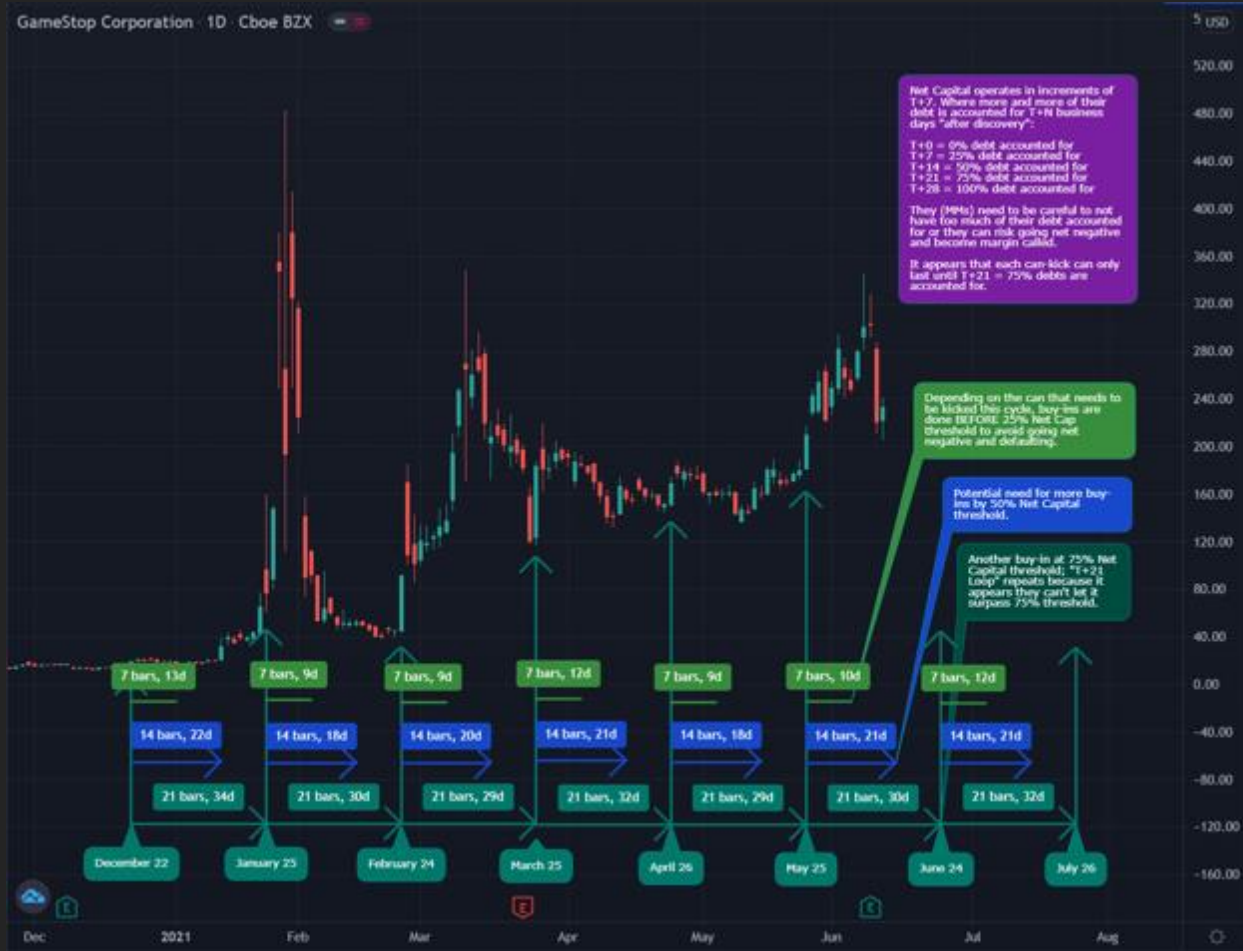 GameStop Corporation 1D Cboe BZX
5 USD
520.00
480.00
440.00
400.00
360.00
320.00
280.00
240.00
200.00
160.00
120.00
80.00
40.00
0.00
-40.00
-80.00
-120.00
-160.00
Net Capital operates in increments of
T+7. Where more and more of their
debt is accounted for T+N business
days "after discovery":
T+0 = 0% debt accounted for
T+7 = 25% debt accounted for
T+14 = 50% debt accounted for
T+21 = 75% debt accounted for
T+28 = 100% debt accounted for
They (MMs) need to be careful to not
have too much of their debt accounted
for or they can risk going net negative
and become margin called.
It appears that each can-kick can only
last until T+21 = 75% debts are
accounted for.
Depending on the can that needs to
be kicked this cycle, buy-ins are
done BEFORE 25% Net Cap
threshold to avoid going net
negative and defaulting.
Potential need for more buy-
ins by 50% Net Capital
threshold.
Another buy-in at 75% Net
Capital threshold; "T+21
Loop" repeats because it
appears they can't let it
surpass 75% threshold.
7 bars, 13d
7 bars, 9d
7 bars, 9d
7 bars, 12d
7 bars, 9d
7 bars, 10d
7 bars, 12d
14 bars, 22d
14 bars, 18d
14 bars, 20d
14 bars, 21d
14 bars, 18d
14 bars, 21d
14 bars, 21d
21 bars, 34d
21 bars, 30d
21 bars, 29d
21 bars, 32d
21 bars, 29d
21 bars, 30d
21 bars, 32d
December 22
January 25
February 24
March 25
April 26
May 25
June 24
July 26
E
E
E
Dec
2021
Feb
Mar
Apr
May
Jun
Jul
Aug